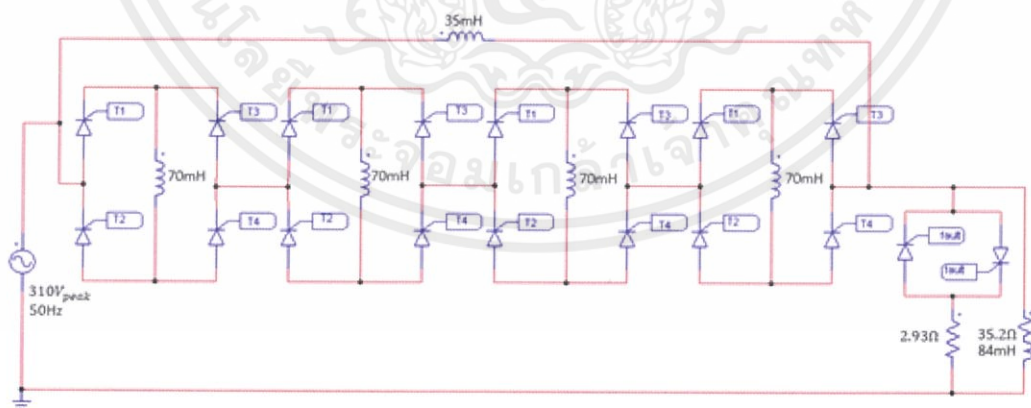 35mH
T1
T3
T1
T3
T1
T3
T1
T3
70mH
70mH
70mH
70mH
T2
T4
T2
T4
T2
T4
T2
T4
fault
fault
310Vpeak
50Hz
2.93Ω
35.2Ω
84mH